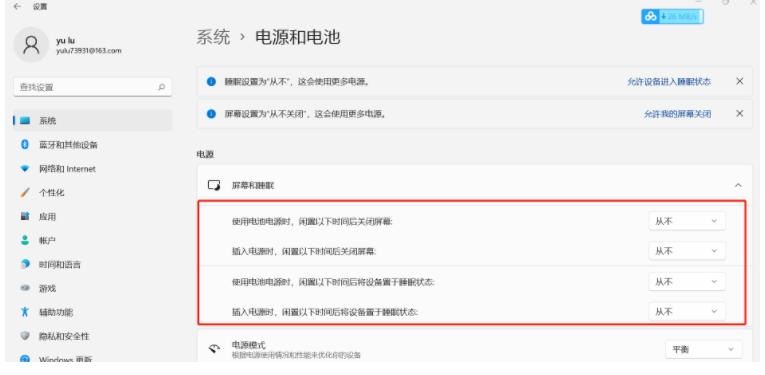 设置
yu lu
yulu73931@163.com
查找设置
系统
蓝牙和其他设备
网络和 Internet
个性化
应用
帐户
时间和语言
游戏
辅助功能
隐私和安全性
Windows 更新
26 MB/s
系统 › 电源和电池
睡眠设置为"从不"，这会使用更多电源。 允许设备进入睡眠状态
屏幕设置为"从不关闭"，这会使用更多电源。 允许我的屏幕关闭
电源
屏幕和睡眠
使用电池电源时，闲置以下时间后关闭屏幕: 从不
插入电源时，闲置以下时间后关闭屏幕: 从不
使用电池电源时，闲置以下时间后将设备置于睡眠状态: 从不
插入电源时，闲置以下时间后将设备置于睡眠状态: 从不
电源模式 平衡
根据电源使用情况和性能来优化你的设备